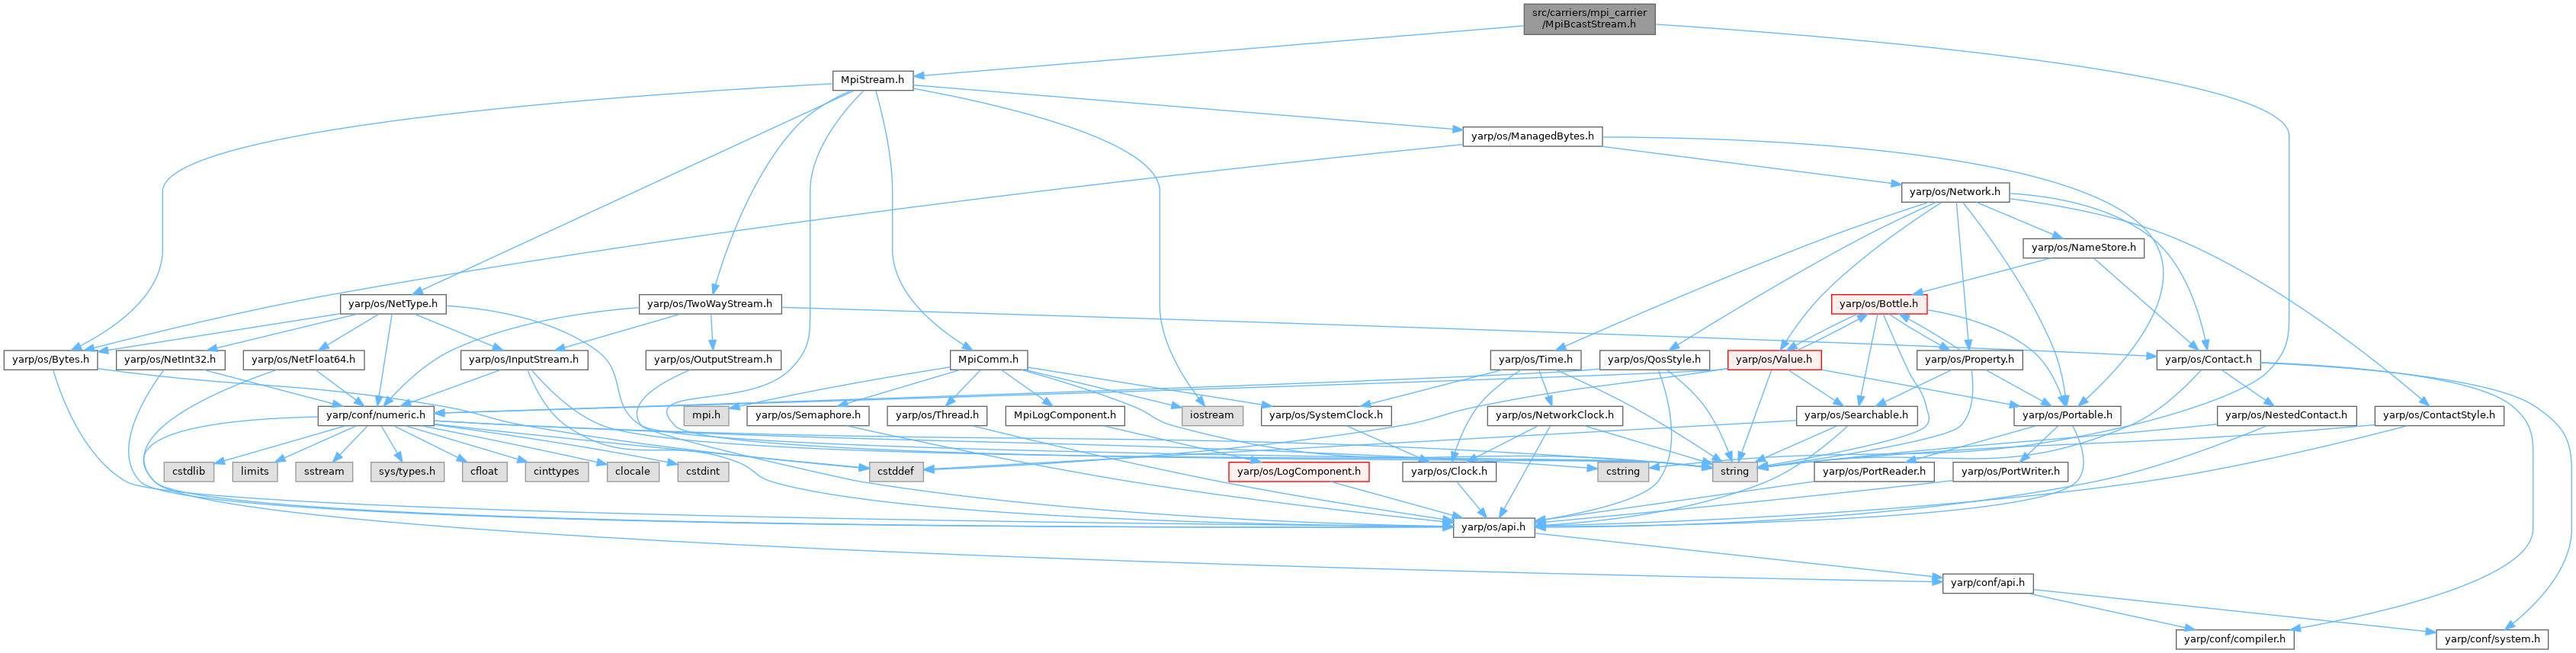 src/carriers/mpi_carrier
/MpiBcastStream.h
MpiStream.h
yarp/os/ManagedBytes.h
yarp/os/Network.h
yarp/os/NameStore.h
yarp/os/NetType.h
yarp/os/TwoWayStream.h
yarp/os/Bottle.h
yarp/os/Bytes.h
yarp/os/NetInt32.h
yarp/os/NetFloat64.h
yarp/os/InputStream.h
yarp/os/OutputStream.h
MpiComm.h
yarp/os/Time.h
yarp/os/QosStyle.h
yarp/os/Value.h
yarp/os/Property.h
yarp/os/Contact.h
yarp/conf/numeric.h
mpi.h
yarp/os/Semaphore.h
yarp/os/Thread.h
MpiLogComponent.h
iostream
yarp/os/SystemClock.h
yarp/os/NetworkClock.h
yarp/os/Searchable.h
yarp/os/Portable.h
yarp/os/NestedContact.h
yarp/os/ContactStyle.h
cstdlib
limits
sstream
sys/types.h
cfloat
cinttypes
clocale
cstdint
cstddef
cstring
yarp/os/LogComponent.h
yarp/os/Clock.h
string
yarp/os/PortReader.h
yarp/os/PortWriter.h
yarp/os/api.h
yarp/conf/api.h
yarp/conf/compiler.h
yarp/conf/system.h